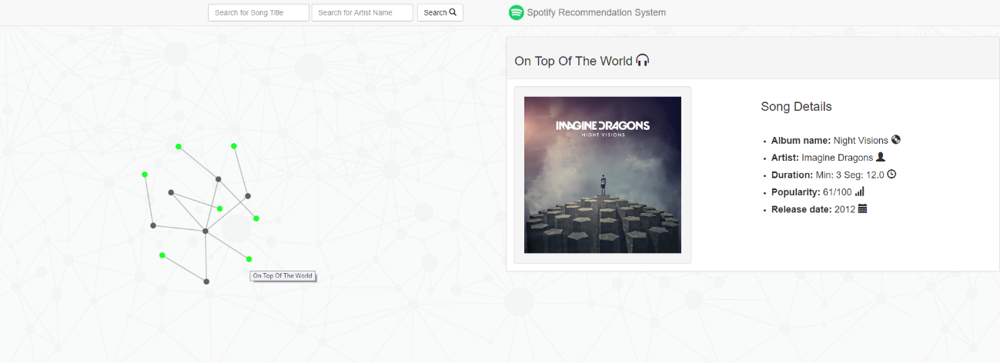 Search for Song Title
Search for Artist Name
Search
Spotify Recommendation System
On Top Of The World
IMAGINE DRAGONS
NIGHT VISIONS
Song Details
Album name: Night Visions
Artist: Imagine Dragons
Duration: Min: 3 Seg: 12.0
Popularity: 61/100
Release date: 2012
On Top Of The World